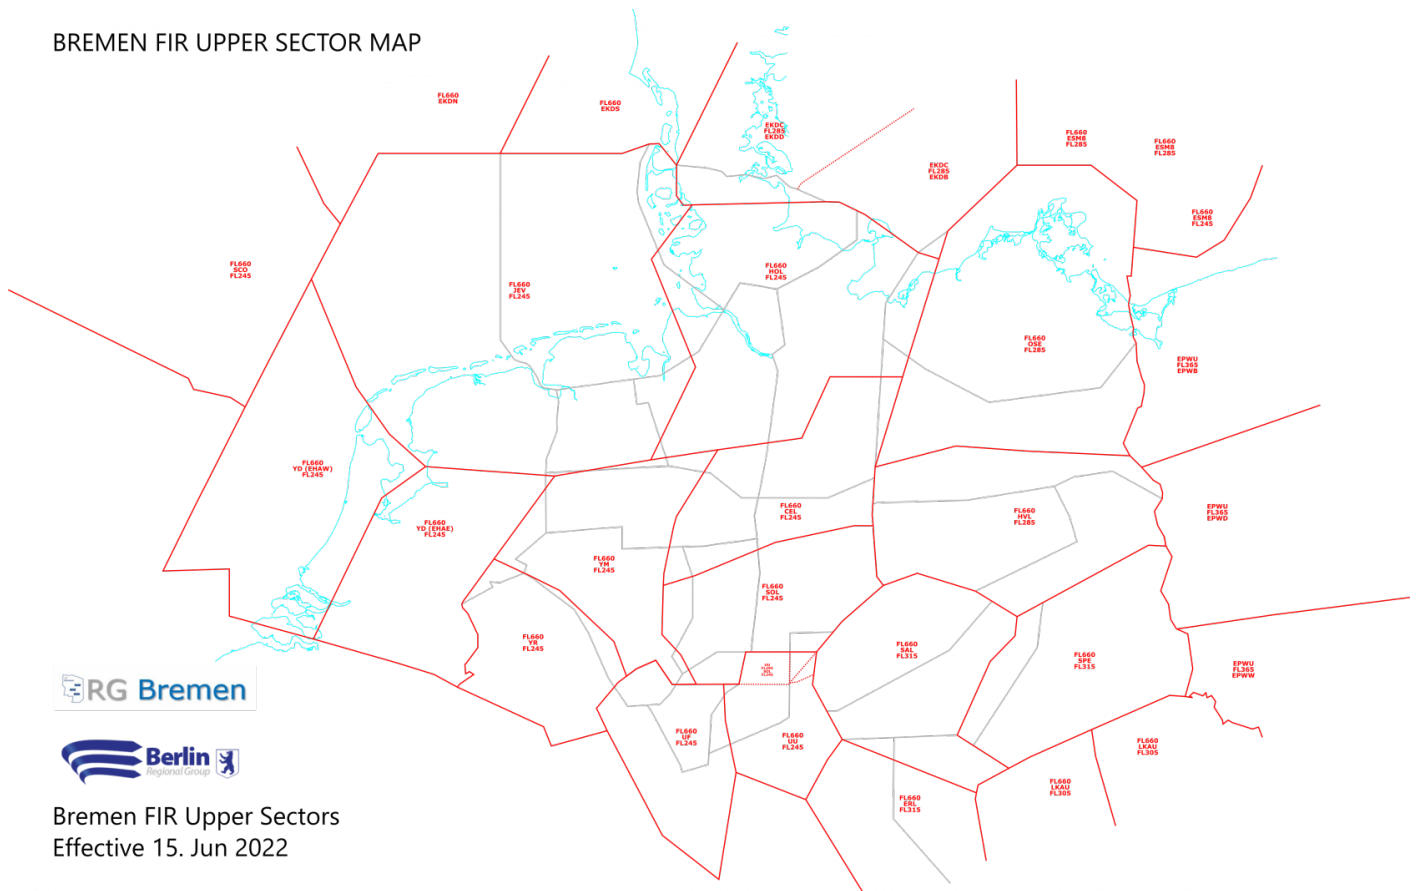 BREMEN FIR UPPER SECTOR MAP
FL660
EKDN
FL660
EKDS
EKDC
FL285
EKDD
EKDC
FL285
EKDB
FL660
ESMB
FL285
FL660
ESMB
FL285
FL660
ESMB
FL245
FL660
SCO
FL245
FL660
JEV
FL245
FL660
HOL
FL245
FL660
OSE
FL285
EPWU
FL365
EPWB
FL660
YD (EHAW)
FL245
FL660
YD (EHAE)
FL245
FL660
CEL
FL245
FL660
HVL
FL285
EPWU
FL365
EPWD
FL660
YM
FL245
FL660
SOL
FL245
FL660
YR
FL245
FL660
SAL
FL315
FL660
SPE
FL315
EPWU
FL365
EPWW
RG Bremen
FL660
UF
FL245
FL660
UU
FL245
FL660
LKAU
FL305
Berlin
Regional Group
FL660
LKAU
FL305
FL660
ERL
FL315
Bremen FIR Upper Sectors
Effective 15. Jun 2022